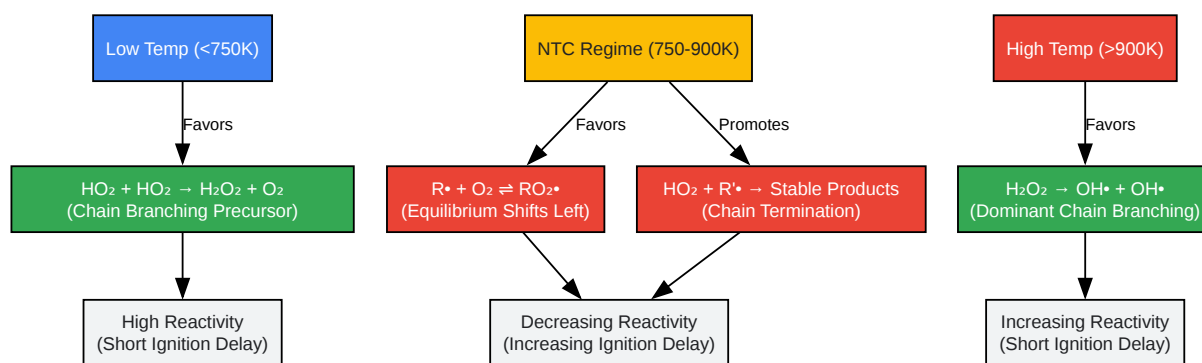 Low Temp (<750K)
NTC Regime (750-900K)
High Temp (>900K)
Favors
Favors
Promotes
Favors
HO₂ + HO₂ → H₂O₂ + O₂
(Chain Branching Precursor)
R• + O₂ ⇌ RO₂•
(Equilibrium Shifts Left)
HO₂ + R'• → Stable Products
(Chain Termination)
H₂O₂ → OH• + OH•
(Dominant Chain Branching)
High Reactivity
(Short Ignition Delay)
Decreasing Reactivity
(Increasing Ignition Delay)
Increasing Reactivity
(Short Ignition Delay)